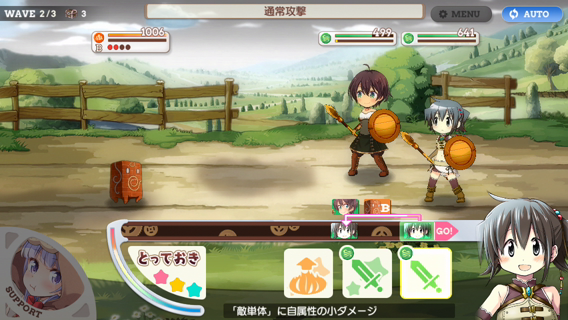 WAVE 2/3
3
通常攻撃
MENU
AUTO
1006
B
499
641
B
GO!
とっておき
SUPPORT
「敵単体」に自属性の小ダメージ